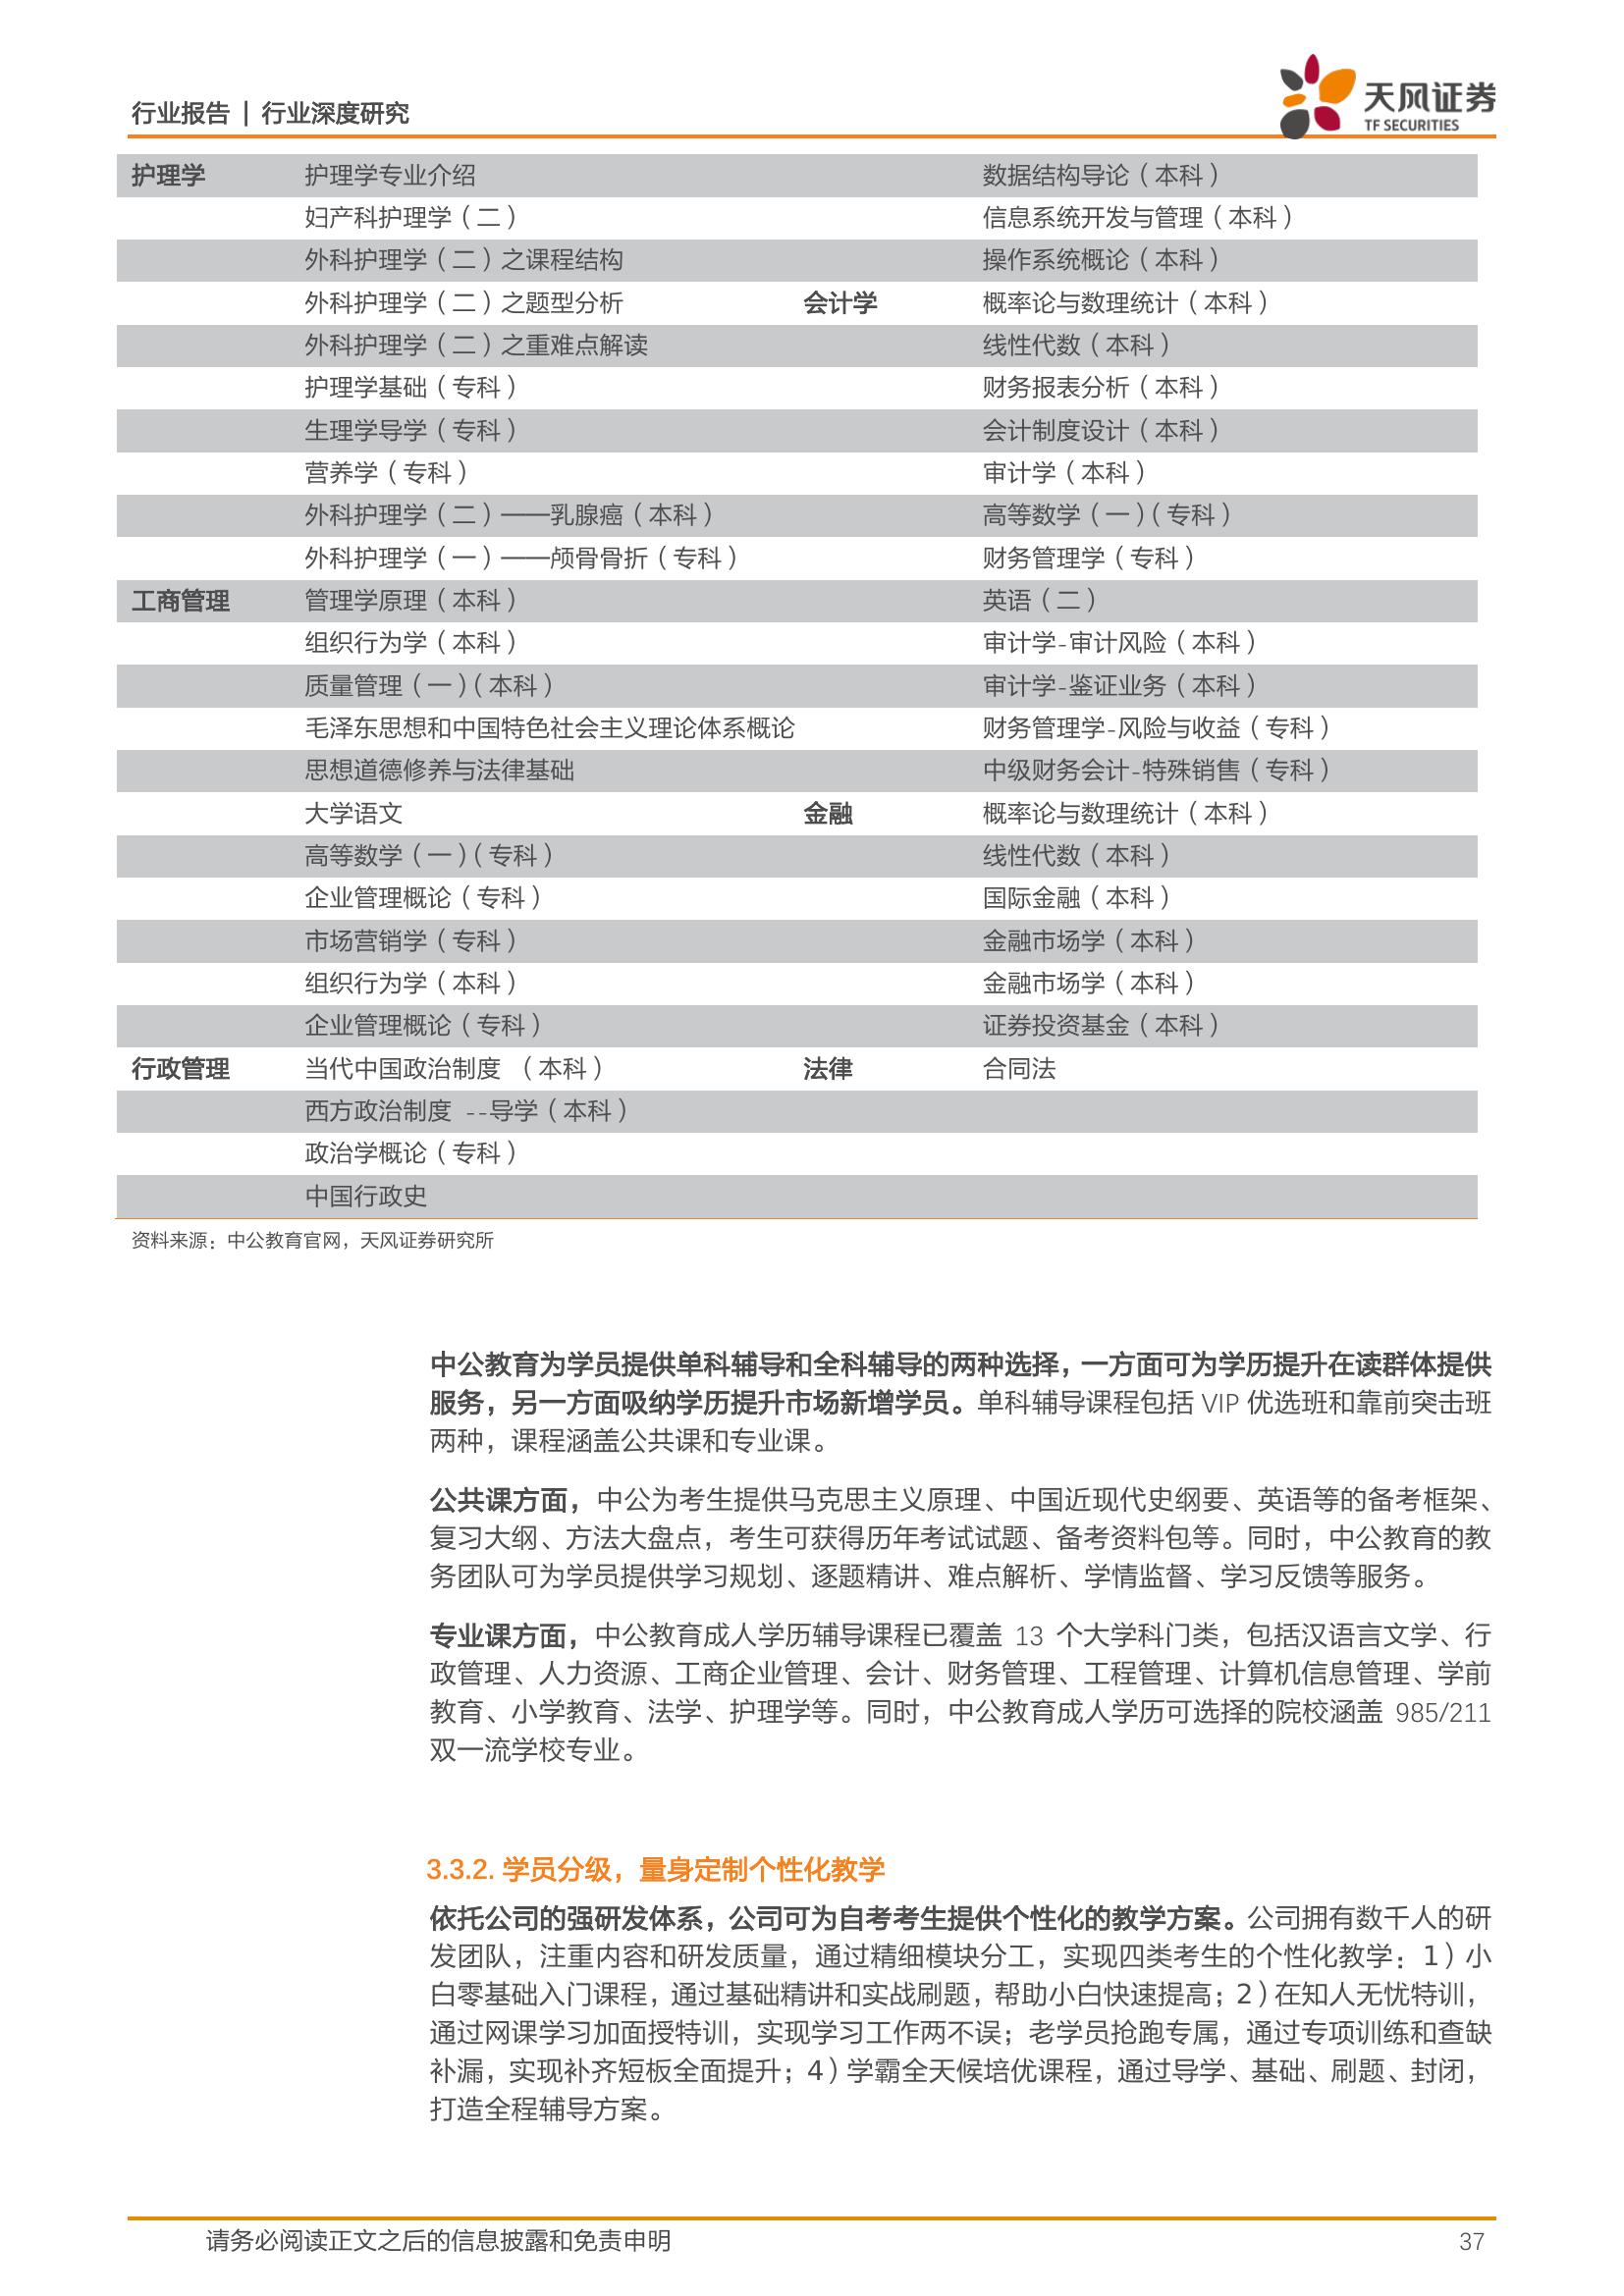 行业报告 | 行业深度研究
天风证券
TF SECURITIES
护理学 护理学专业介绍 数据结构导论（本科）
妇产科护理学（二） 信息系统开发与管理（本科）
外科护理学（二）之课程结构 操作系统概论（本科）
外科护理学（二）之题型分析 会计学 概率论与数理统计（本科）
外科护理学（二）之重难点解读 线性代数（本科）
护理学基础（专科） 财务报表分析（本科）
生理学导学（专科） 会计制度设计（本科）
营养学（专科） 审计学（本科）
外科护理学（二）——乳腺癌（本科） 高等数学（一）（专科）
外科护理学（一）——颅骨骨折（专科） 财务管理学（专科）
工商管理 管理学原理（本科） 英语（二）
组织行为学（本科） 审计学-审计风险（本科）
质量管理（一）（本科） 审计学-鉴证业务（本科）
毛泽东思想和中国特色社会主义理论体系概论 财务管理学-风险与收益（专科）
思想道德修养与法律基础 中级财务会计-特殊销售（专科）
大学语文 金融 概率论与数理统计（本科）
高等数学（一）（专科） 线性代数（本科）
企业管理概论（专科） 国际金融（本科）
市场营销学（专科） 金融市场学（本科）
组织行为学（本科） 金融市场学（本科）
企业管理概论（专科） 证券投资基金（本科）
行政管理 当代中国政治制度 （本科） 法律 合同法
西方政治制度 --导学（本科）
政治学概论（专科）
中国行政史
资料来源：中公教育官网，天风证券研究所
中公教育为学员提供单科辅导和全科辅导的两种选择，一方面可为学历提升在读群体提供
服务，另一方面吸纳学历提升市场新增学员。单科辅导课程包括 VIP 优选班和靠前突击班
两种，课程涵盖公共课和专业课。
公共课方面，中公为考生提供马克思主义原理、中国近现代史纲要、英语等的备考框架、
复习大纲、方法大盘点，考生可获得历年考试试题、备考资料包等。同时，中公教育的教
务团队可为学员提供学习规划、逐题精讲、难点解析、学情监督、学习反馈等服务。
专业课方面，中公教育成人学历辅导课程已覆盖 13 个大学科门类，包括汉语言文学、行
政管理、人力资源、工商企业管理、会计、财务管理、工程管理、计算机信息管理、学前
教育、小学教育、法学、护理学等。同时，中公教育成人学历可选择的院校涵盖 985/211
双一流学校专业。
3.3.2. 学员分级，量身定制个性化教学
依托公司的强研发体系，公司可为自考考生提供个性化的教学方案。公司拥有数千人的研
发团队，注重内容和研发质量，通过精细模块分工，实现四类考生的个性化教学：1）小
白零基础入门课程，通过基础精讲和实战刷题，帮助小白快速提高；2）在知人无忧特训，
通过网课学习加面授特训，实现学习工作两不误；老学员抢跑专属，通过专项训练和查缺
补漏，实现补齐短板全面提升；4）学霸全天候培优课程，通过导学、基础、刷题、封闭，
打造全程辅导方案。
请务必阅读正文之后的信息披露和免责申明 37